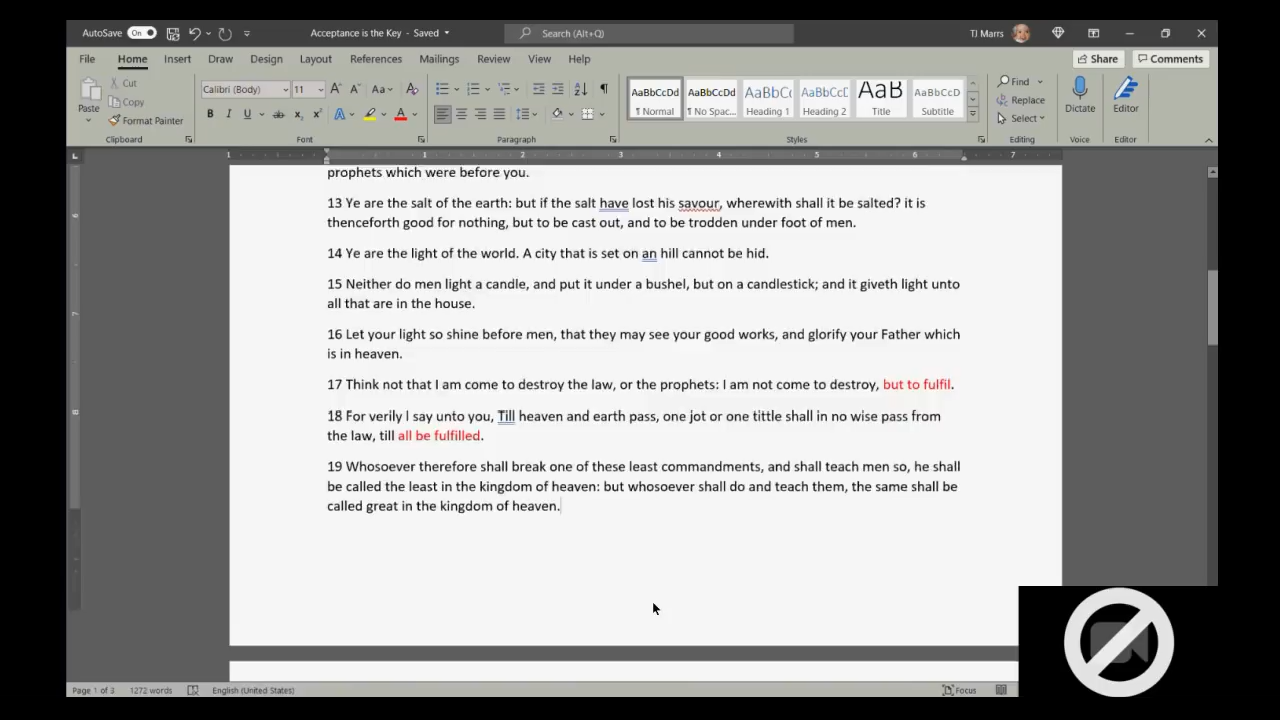 AutoSave On Acceptance is the Key - Saved Search (Alt+Q) TJ Marrs
File Home Insert Draw Design Layout References Mailings Review View Help Share Comments
Paste Cut Copy Format Painter
Calibri (Body) 11 A A Aa A
B I U ab x₂ x² A A
AaBbCcDd AaBbCcDd AaBbC( AaBbCcC AaB AaBbCcD
¶ Normal ¶ No Spac... Heading 1 Heading 2 Title Subtitle
Find Replace Select Dictate Editor
Clipboard Font Paragraph Styles Editing Voice Editor
1 1 2 3 4 5 6 7
prophets which were before you.
13 Ye are the salt of the earth: but if the salt have lost his savour, wherewith shall it be salted? it is
thenceforth good for nothing, but to be cast out, and to be trodden under foot of men.
14 Ye are the light of the world. A city that is set on an hill cannot be hid.
15 Neither do men light a candle, and put it under a bushel, but on a candlestick; and it giveth light unto
all that are in the house.
16 Let your light so shine before men, that they may see your good works, and glorify your Father which
is in heaven.
17 Think not that I am come to destroy the law, or the prophets: I am not come to destroy, but to fulfil.
18 For verily I say unto you, Till heaven and earth pass, one jot or one tittle shall in no wise pass from
the law, till all be fulfilled.
19 Whosoever therefore shall break one of these least commandments, and shall teach men so, he shall
be called the least in the kingdom of heaven: but whosoever shall do and teach them, the same shall be
called great in the kingdom of heaven.
Page 1 of 3 1272 words English (United States) Focus